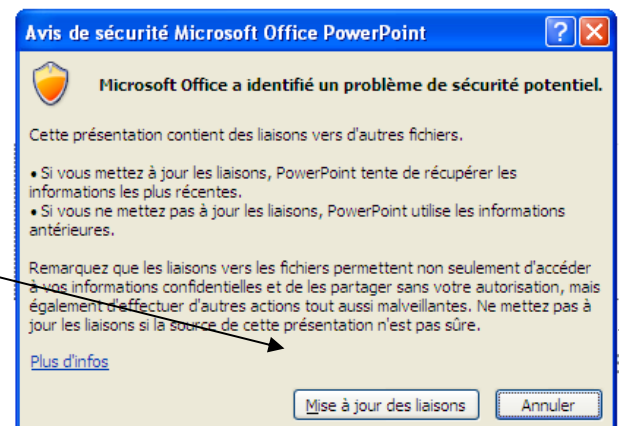 Avis de sécurité Microsoft Office PowerPoint
Microsoft Office a identifié un problème de sécurité potentiel.
Cette présentation contient des liaisons vers d'autres fichiers.
• Si vous mettez à jour les liaisons, PowerPoint tente de récupérer les
informations les plus récentes.
• Si vous ne mettez pas à jour les liaisons, PowerPoint utilise les informations
antérieures.
Remarquez que les liaisons vers les fichiers permettent non seulement d'accéder
à vos informations confidentielles et de les partager sans votre autorisation, mais
également d'effectuer d'autres actions tout aussi malveillantes. Ne mettez pas à
jour les liaisons si la source de cette présentation n'est pas sûre.
Plus d'infos
Mise à jour des liaisons Annuler